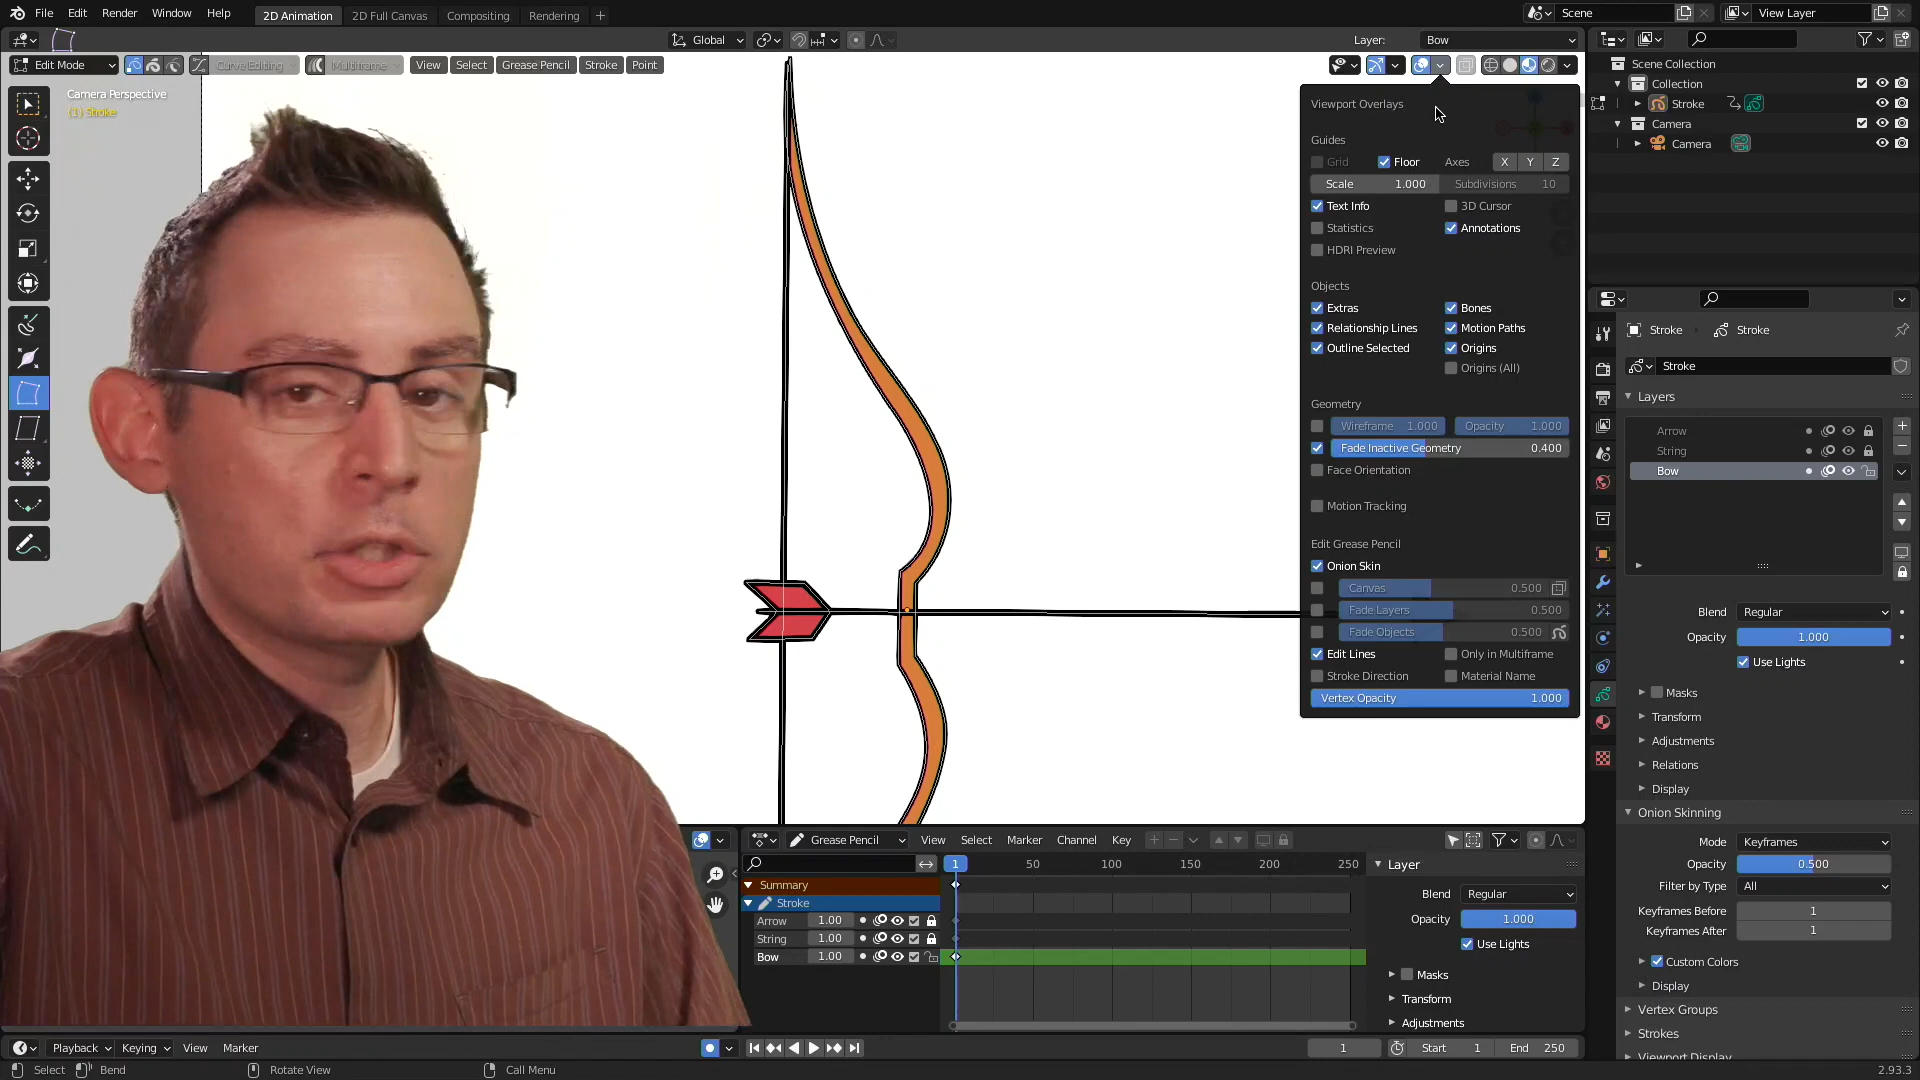 File Edit Render Window Help 2D Animation 2D Full Canvas Compositing Rendering + Scene View Layer
Global Layer: Bow
Edit Mode Curve Editing Multiframe View Select Grease Pencil Stroke Point
Camera Perspective
(1) Stroke
Viewport Overlays
Guides
Grid Floor Axes X Y Z
Scale 1.000 Subdivisions 10
Text Info 3D Cursor
Statistics Annotations
HDRI Preview
Objects
Extras Bones
Relationship Lines Motion Paths
Outline Selected Origins
Origins (All)
Geometry
Wireframe 1.000 Opacity 1.000
Fade Inactive Geometry 0.400
Face Orientation
Motion Tracking
Edit Grease Pencil
Onion Skin
Canvas 0.500
Fade Layers 0.500
Fade Objects 0.500
Edit Lines Only in Multiframe
Stroke Direction Material Name
Vertex Opacity 1.000
Scene Collection
Collection
Stroke
Camera
Camera
Stroke Stroke
Stroke
Layers
Arrow
String
Bow
Blend Regular
Opacity 1.000
Use Lights
Masks
Transform
Adjustments
Relations
Display
Onion Skinning
Mode Keyframes
Opacity 0.500
Filter by Type All
Keyframes Before 1
Keyframes After 1
Custom Colors
Display
Vertex Groups
Strokes
Viewport Display
Grease Pencil View Select Marker Channel Key
1 50 100 150 200 250
Summary
Stroke
Arrow 1.00
String 1.00
Bow 1.00
Layer
Blend Regular
Opacity 1.000
Use Lights
Masks
Transform
Adjustments
Playback Keying View Marker 1 Start 1 End 250
Select Bend Rotate View Call Menu 2.93.3